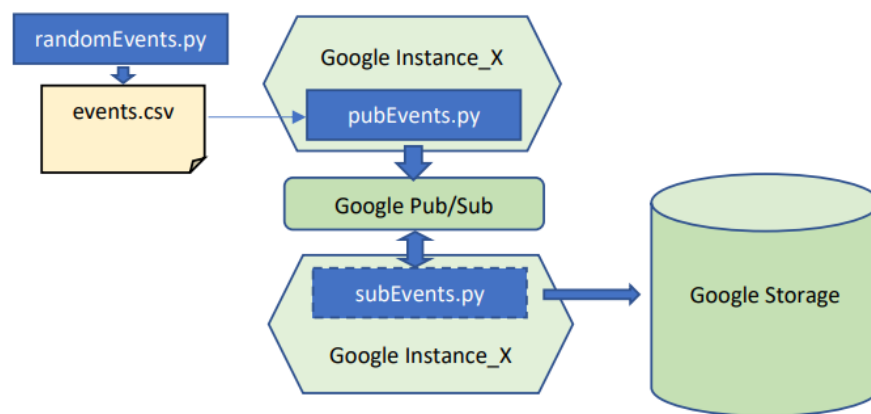 randomEvents.py
Google Instance_X
events.csv
pubEvents.py
Google Pub/Sub
subEvents.py
Google Storage
Google Instance_X